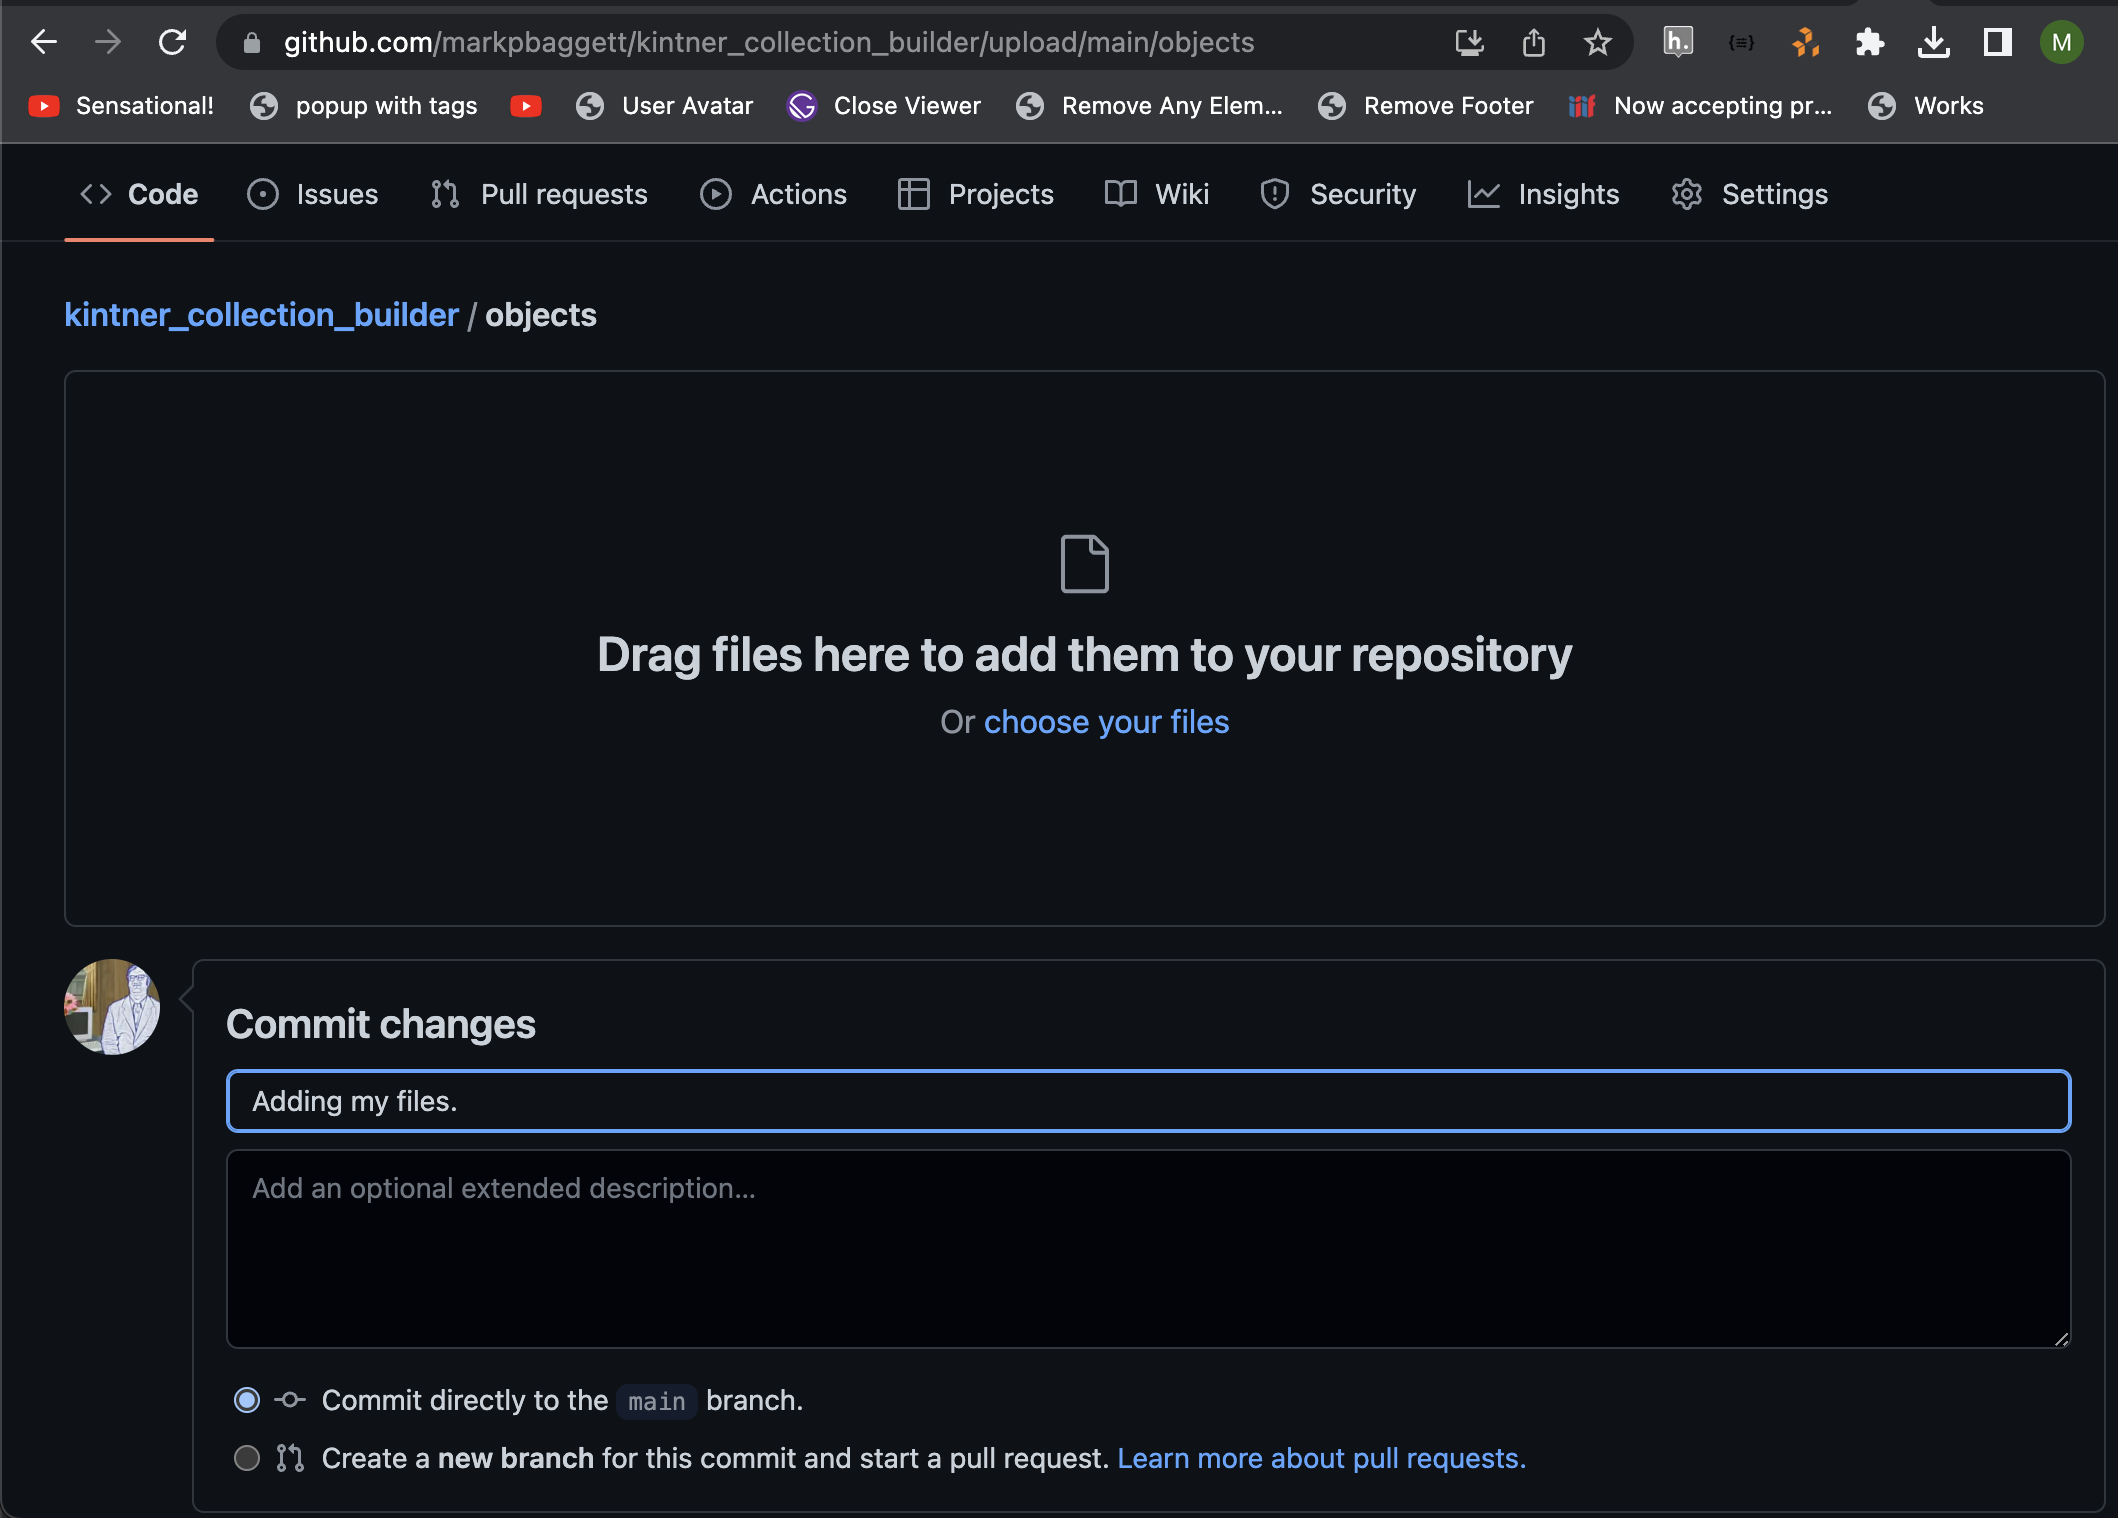 github.com/markpbaggett/kintner_collection_builder/upload/main/objects
h.
M
Sensational!
popup with tags
User Avatar
Close Viewer
Remove Any Elem...
Remove Footer
Now accepting pr...
Works
Code
Issues
Pull requests
Actions
Projects
Wiki
Security
Insights
Settings
kintner_collection_builder / objects
Drag files here to add them to your repository
Or choose your files
Commit changes
Adding my files.
Add an optional extended description...
Commit directly to the main branch.
Create a new branch for this commit and start a pull request. Learn more about pull requests.